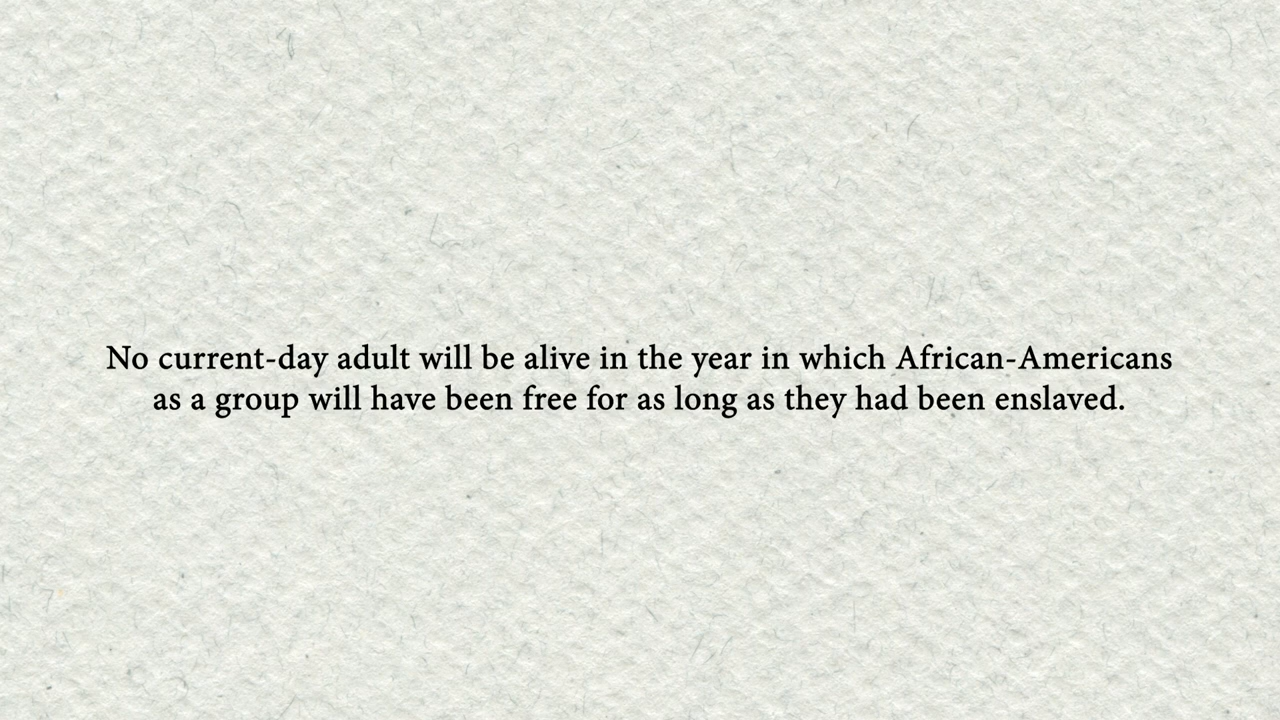 No current-day adult will be alive in the year in which African-Americans
as a group will have been free for as long as they had been enslaved.